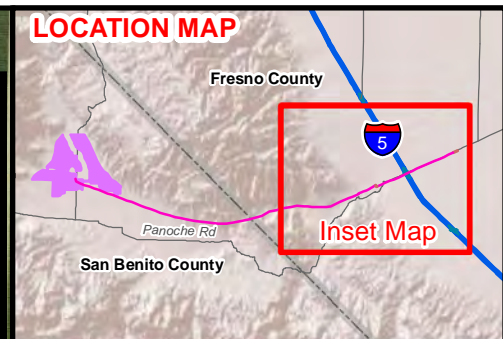 LOCATION MAP
Fresno County
5
Inset Map
Panoche Rd
San Benito County